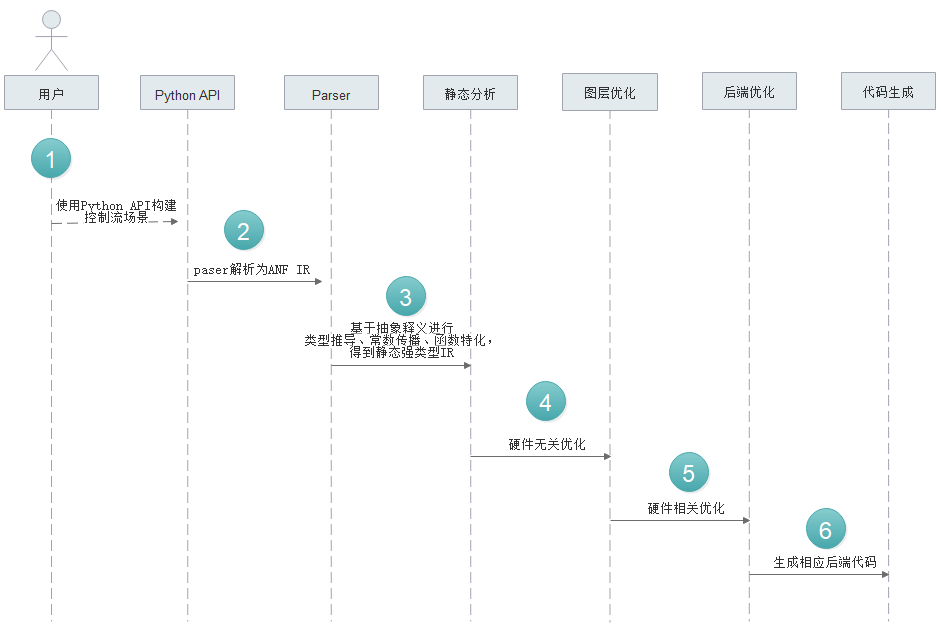 用户
Python API
Parser
静态分析
图层优化
后端优化
代码生成
1
使用Python API构建
控制流场景
2
paser解析为ANF IR
3
基于抽象释义进行
类型推导、常数传播、函数特化，
得到静态强类型IR
4
硬件无关优化
5
硬件相关优化
6
生成相应后端代码